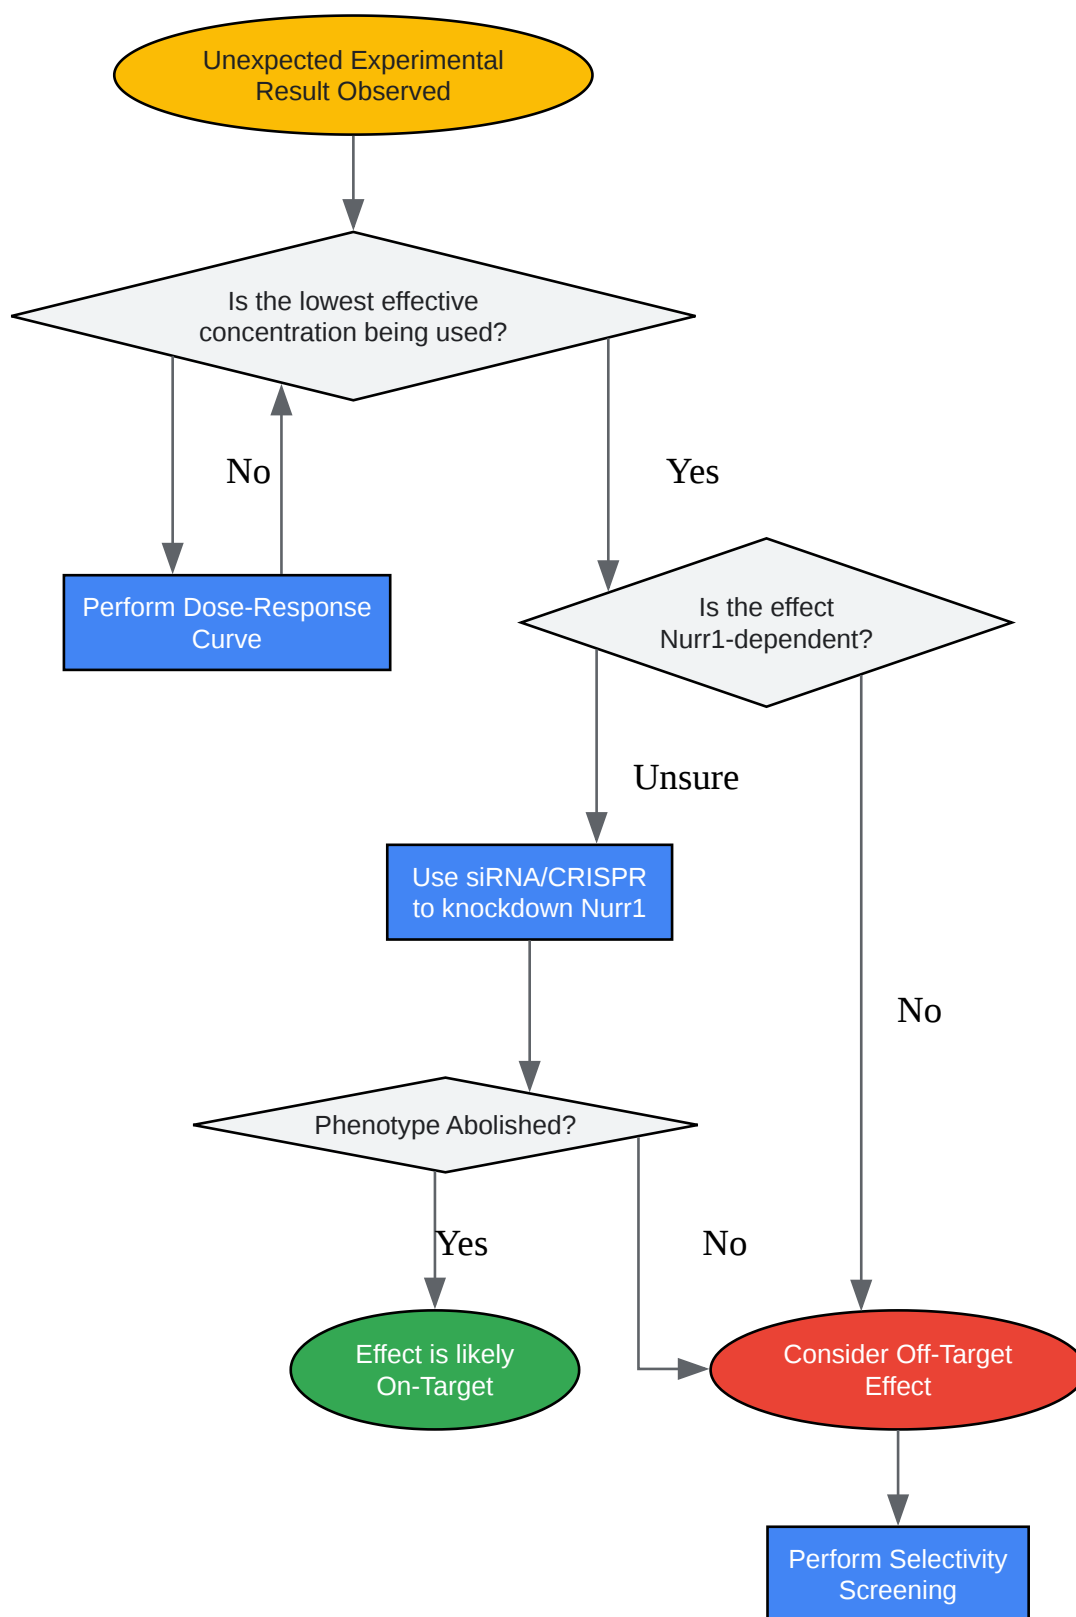 Unexpected Experimental
Result Observed
Is the lowest effective
concentration being used?
No
Yes
Perform Dose-Response
Curve
Is the effect
Nurr1-dependent?
Unsure
Use siRNA/CRISPR
to knockdown Nurr1
No
Phenotype Abolished?
Yes
No
Effect is likely
On-Target
Consider Off-Target
Effect
Perform Selectivity
Screening